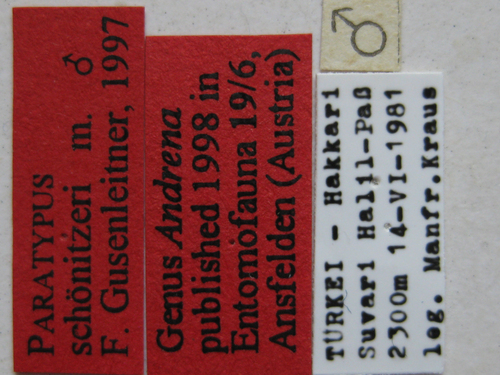 PARATYPUS
schönitzeri m. ♂
F. Gusenleitner, 1997
Genus Andrena
published 1998 in
Entomofauna 19/6,
Ansfelden (Austria)
♂
TÜRKEI - Hakkari
Suvari Halil-Paß
2300m 14-VI-1981
leg. Manfr.Kraus